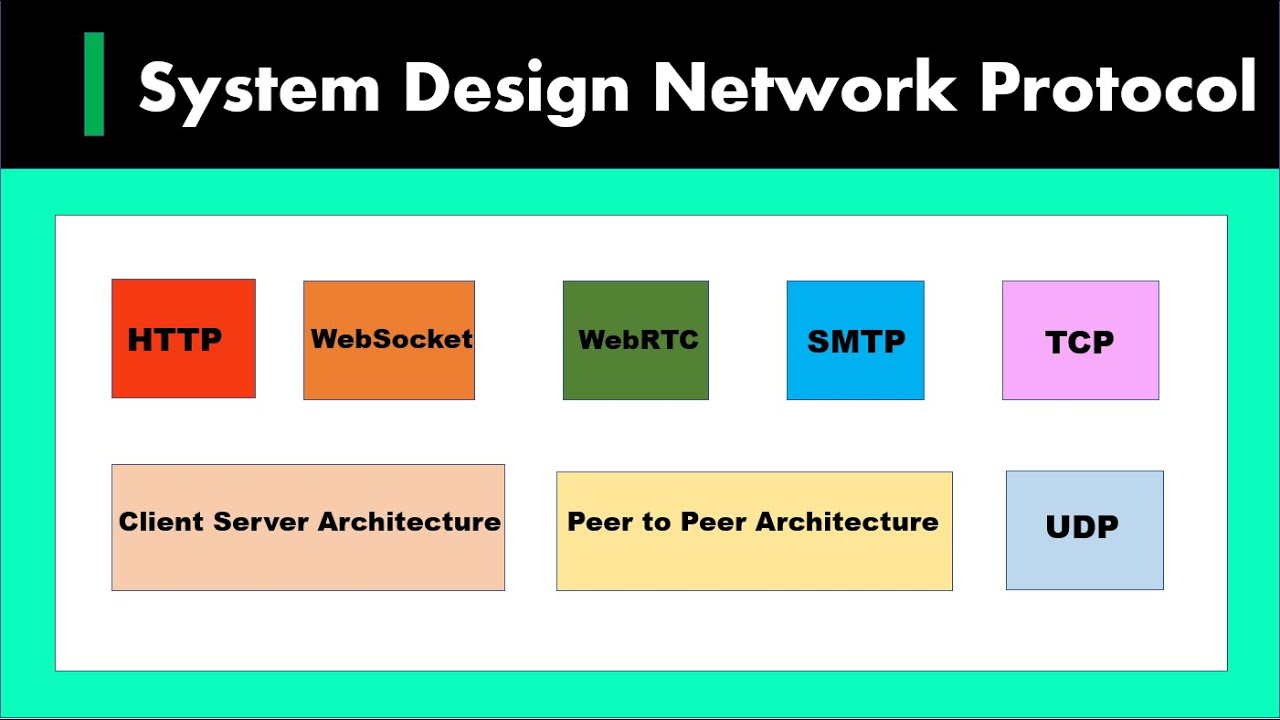 System Design Network Protocol
HTTP
WebSocket
WebRTC
SMTP
TCP
Client Server Architecture
Peer to Peer Architecture
UDP